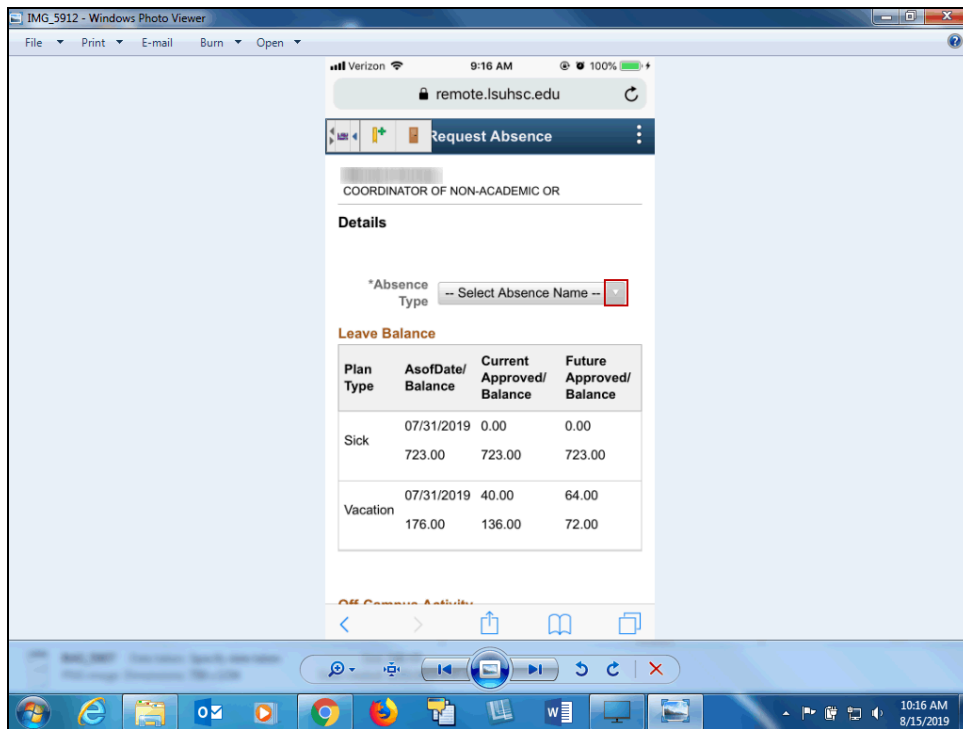 IMG_5912 - Windows Photo Viewer
File Print E-mail Burn Open
Verizon 9:16 AM 100%
remote.lsuhsc.edu
Request Absence
COORDINATOR OF NON-ACADEMIC OR
Details
*Absence Type -- Select Absence Name --
Leave Balance
Plan Type AsofDate/ Balance Current Approved/ Balance Future Approved/ Balance
Sick 07/31/2019 0.00 0.00
723.00 723.00 723.00
Vacation 07/31/2019 40.00 64.00
176.00 136.00 72.00
Off Campus Activity
10:16 AM
8/15/2019